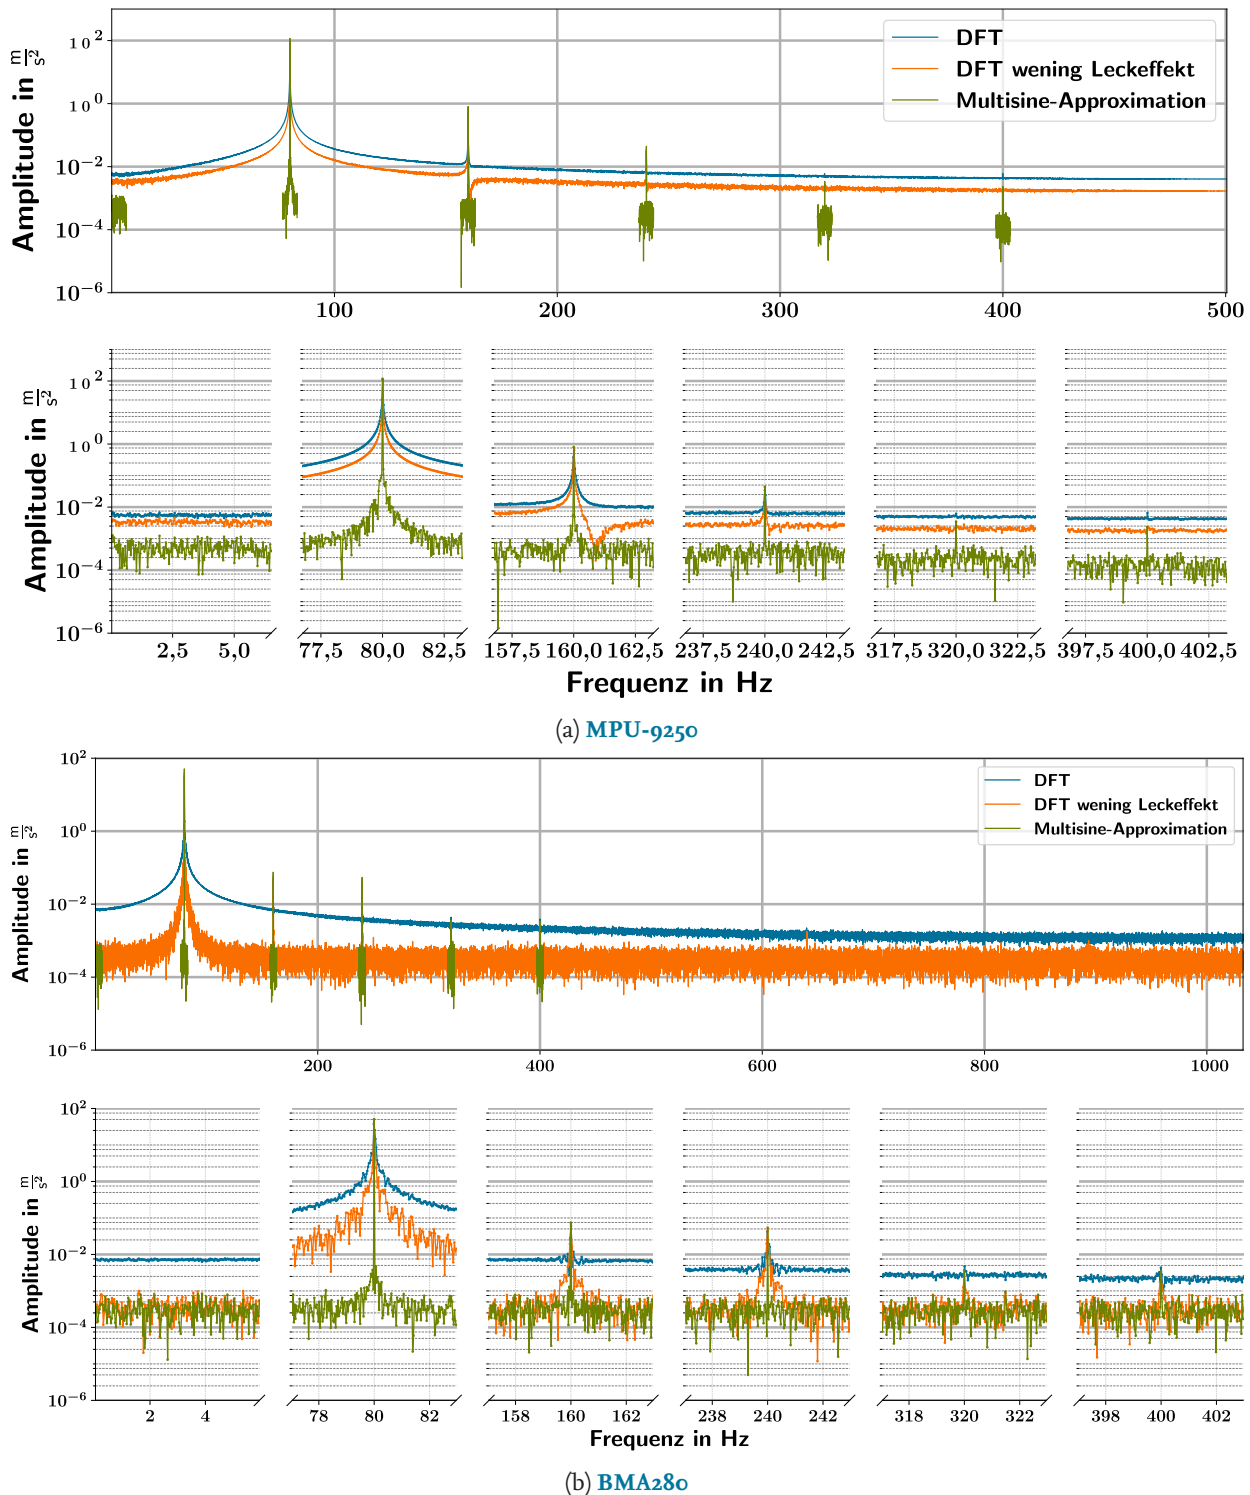 Amplitude in m/s²
10²
10⁰
10⁻²
10⁻⁴
10⁻⁶
DFT
DFT wening Leckeffekt
Multisine-Approximation
100 200 300 400 500
Amplitude in m/s²
10²
10⁰
10⁻²
10⁻⁴
10⁻⁶
2,5 5,0 77,5 80,0 82,5 157,5 160,0 162,5 237,5 240,0 242,5 317,5 320,0 322,5 397,5 400,0 402,5
Frequenz in Hz
(a) MPU-9250
Amplitude in m/s²
10²
10⁰
10⁻²
10⁻⁴
10⁻⁶
DFT
DFT wening Leckeffekt
Multisine-Approximation
200 400 600 800 1000
Amplitude in m/s²
10²
10⁰
10⁻²
10⁻⁴
10⁻⁶
2 4 78 80 82 158 160 162 238 240 242 318 320 322 398 400 402
Frequenz in Hz
(b) BMA280